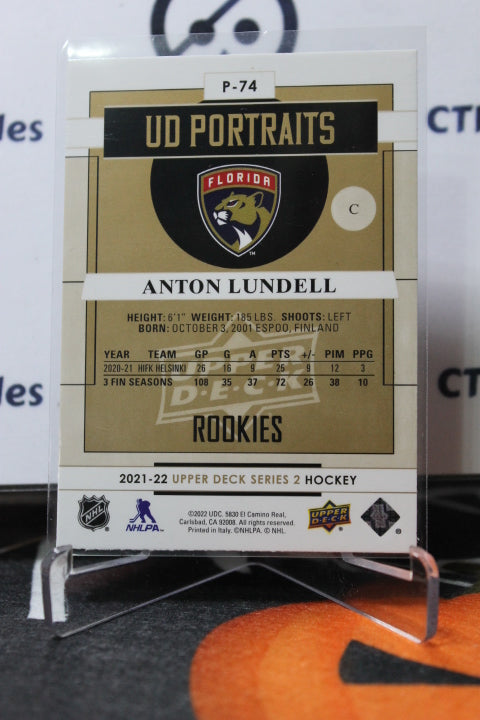 P-74
UD PORTRAITS
FLORIDA
TM
C
ANTON LUNDELL
HEIGHT: 6'1" WEIGHT: 185 LBS. SHOOTS: LEFT
BORN: OCTOBER 3, 2001 ESPOO, FINLAND
YEAR TEAM GP G A PTS +/- PIM PPG
2020-21 HIFK HELSINKI 26 16 9 25 9 12 3
3 FIN SEASONS 108 35 37 72 26 38 10
UPPER
D·E·C·K
ROOKIES
2021-22 UPPER DECK SERIES 2 HOCKEY
NHL
NHLPA
©2022 UDC. 5830 El Camino Real,
Carlsbad, CA 92008. All rights reserved.
Printed in Italy. ©NHLPA. © NHL.
UPPER
D·E·C·K